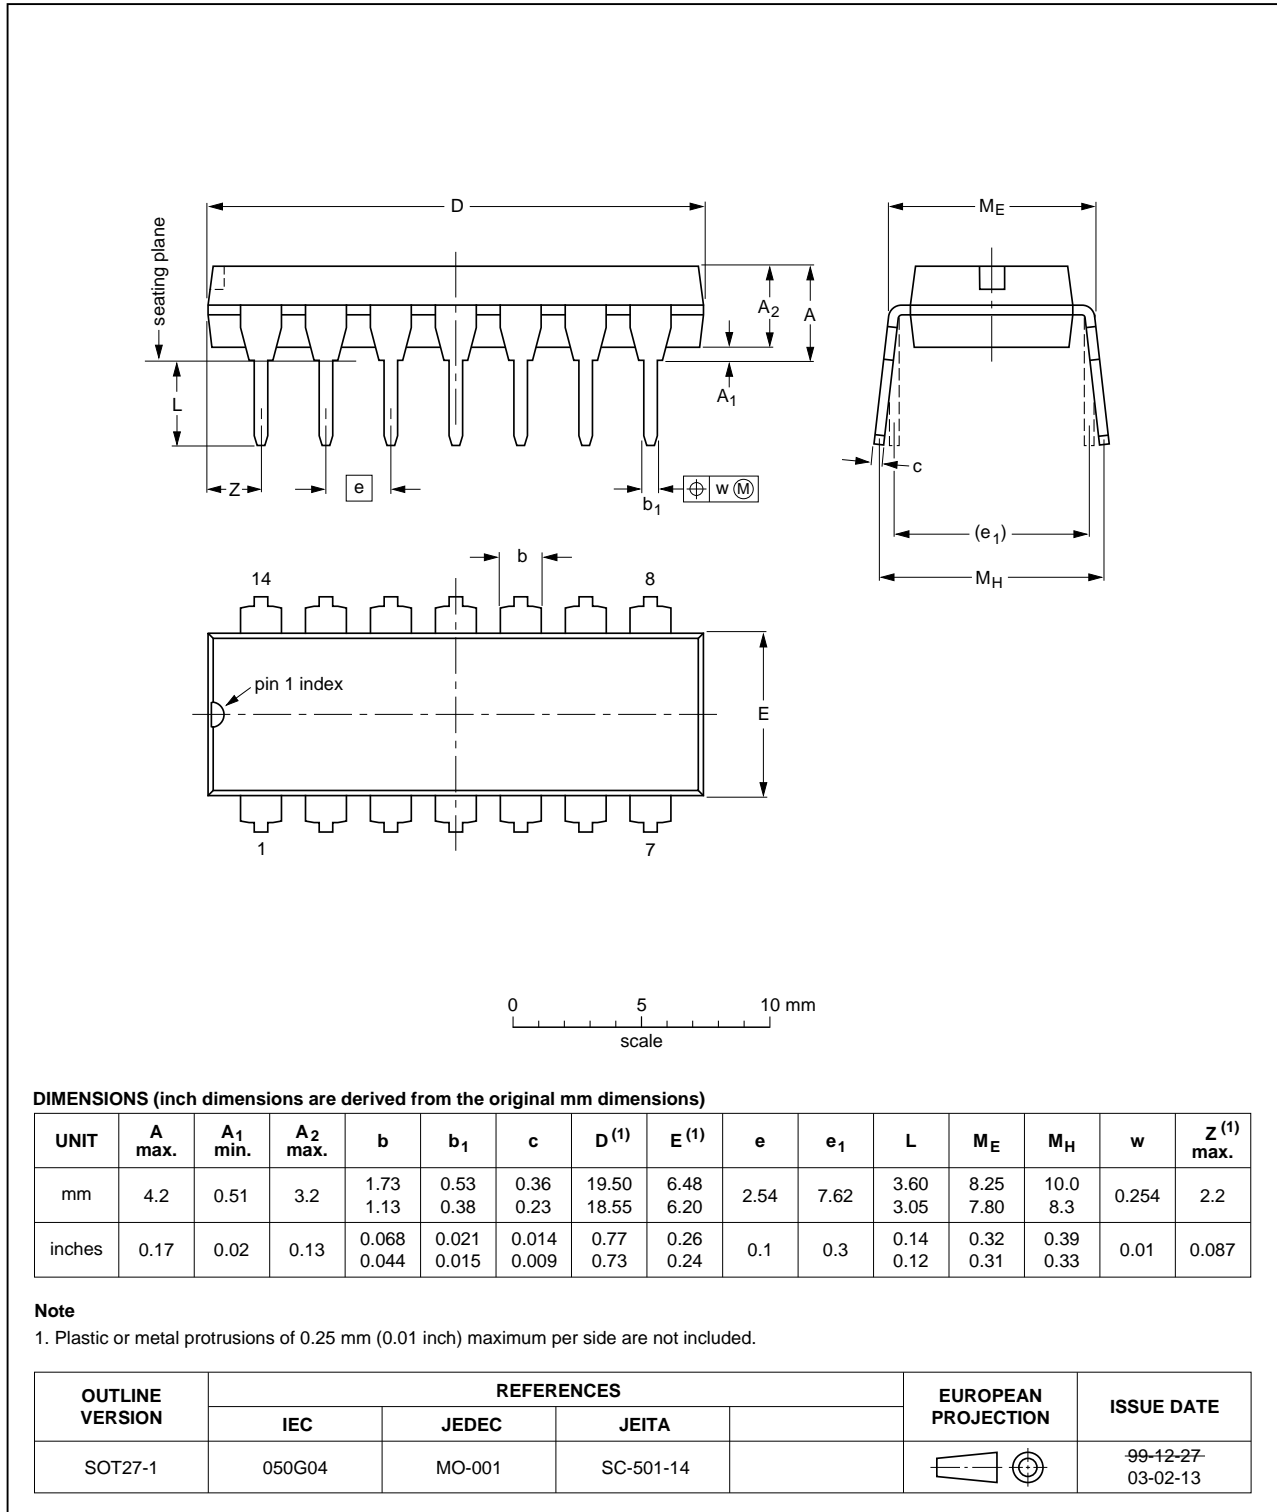 D
ME
seating plane
A2
A
A1
L
c
Z
e
b1
w M
(e1)
MH
b
14
8
pin 1 index
E
1
7
0
5
10 mm
scale
DIMENSIONS (inch dimensions are derived from the original mm dimensions)
UNIT A max. A1 min. A2 max. b b1 c D(1) E(1) e e1 L ME MH w Z(1) max.
mm 4.2 0.51 3.2 1.73 1.13 0.53 0.38 0.36 0.23 19.50 18.55 6.48 6.20 2.54 7.62 3.60 3.05 8.25 7.80 10.0 8.3 0.254 2.2
inches 0.17 0.02 0.13 0.068 0.044 0.021 0.015 0.014 0.009 0.77 0.73 0.26 0.24 0.1 0.3 0.14 0.12 0.32 0.31 0.39 0.33 0.01 0.087
Note
1. Plastic or metal protrusions of 0.25 mm (0.01 inch) maximum per side are not included.
OUTLINE VERSION REFERENCES EUROPEAN PROJECTION ISSUE DATE
IEC JEDEC JEITA
SOT27-1 050G04 MO-001 SC-501-14 99-12-27
03-02-13